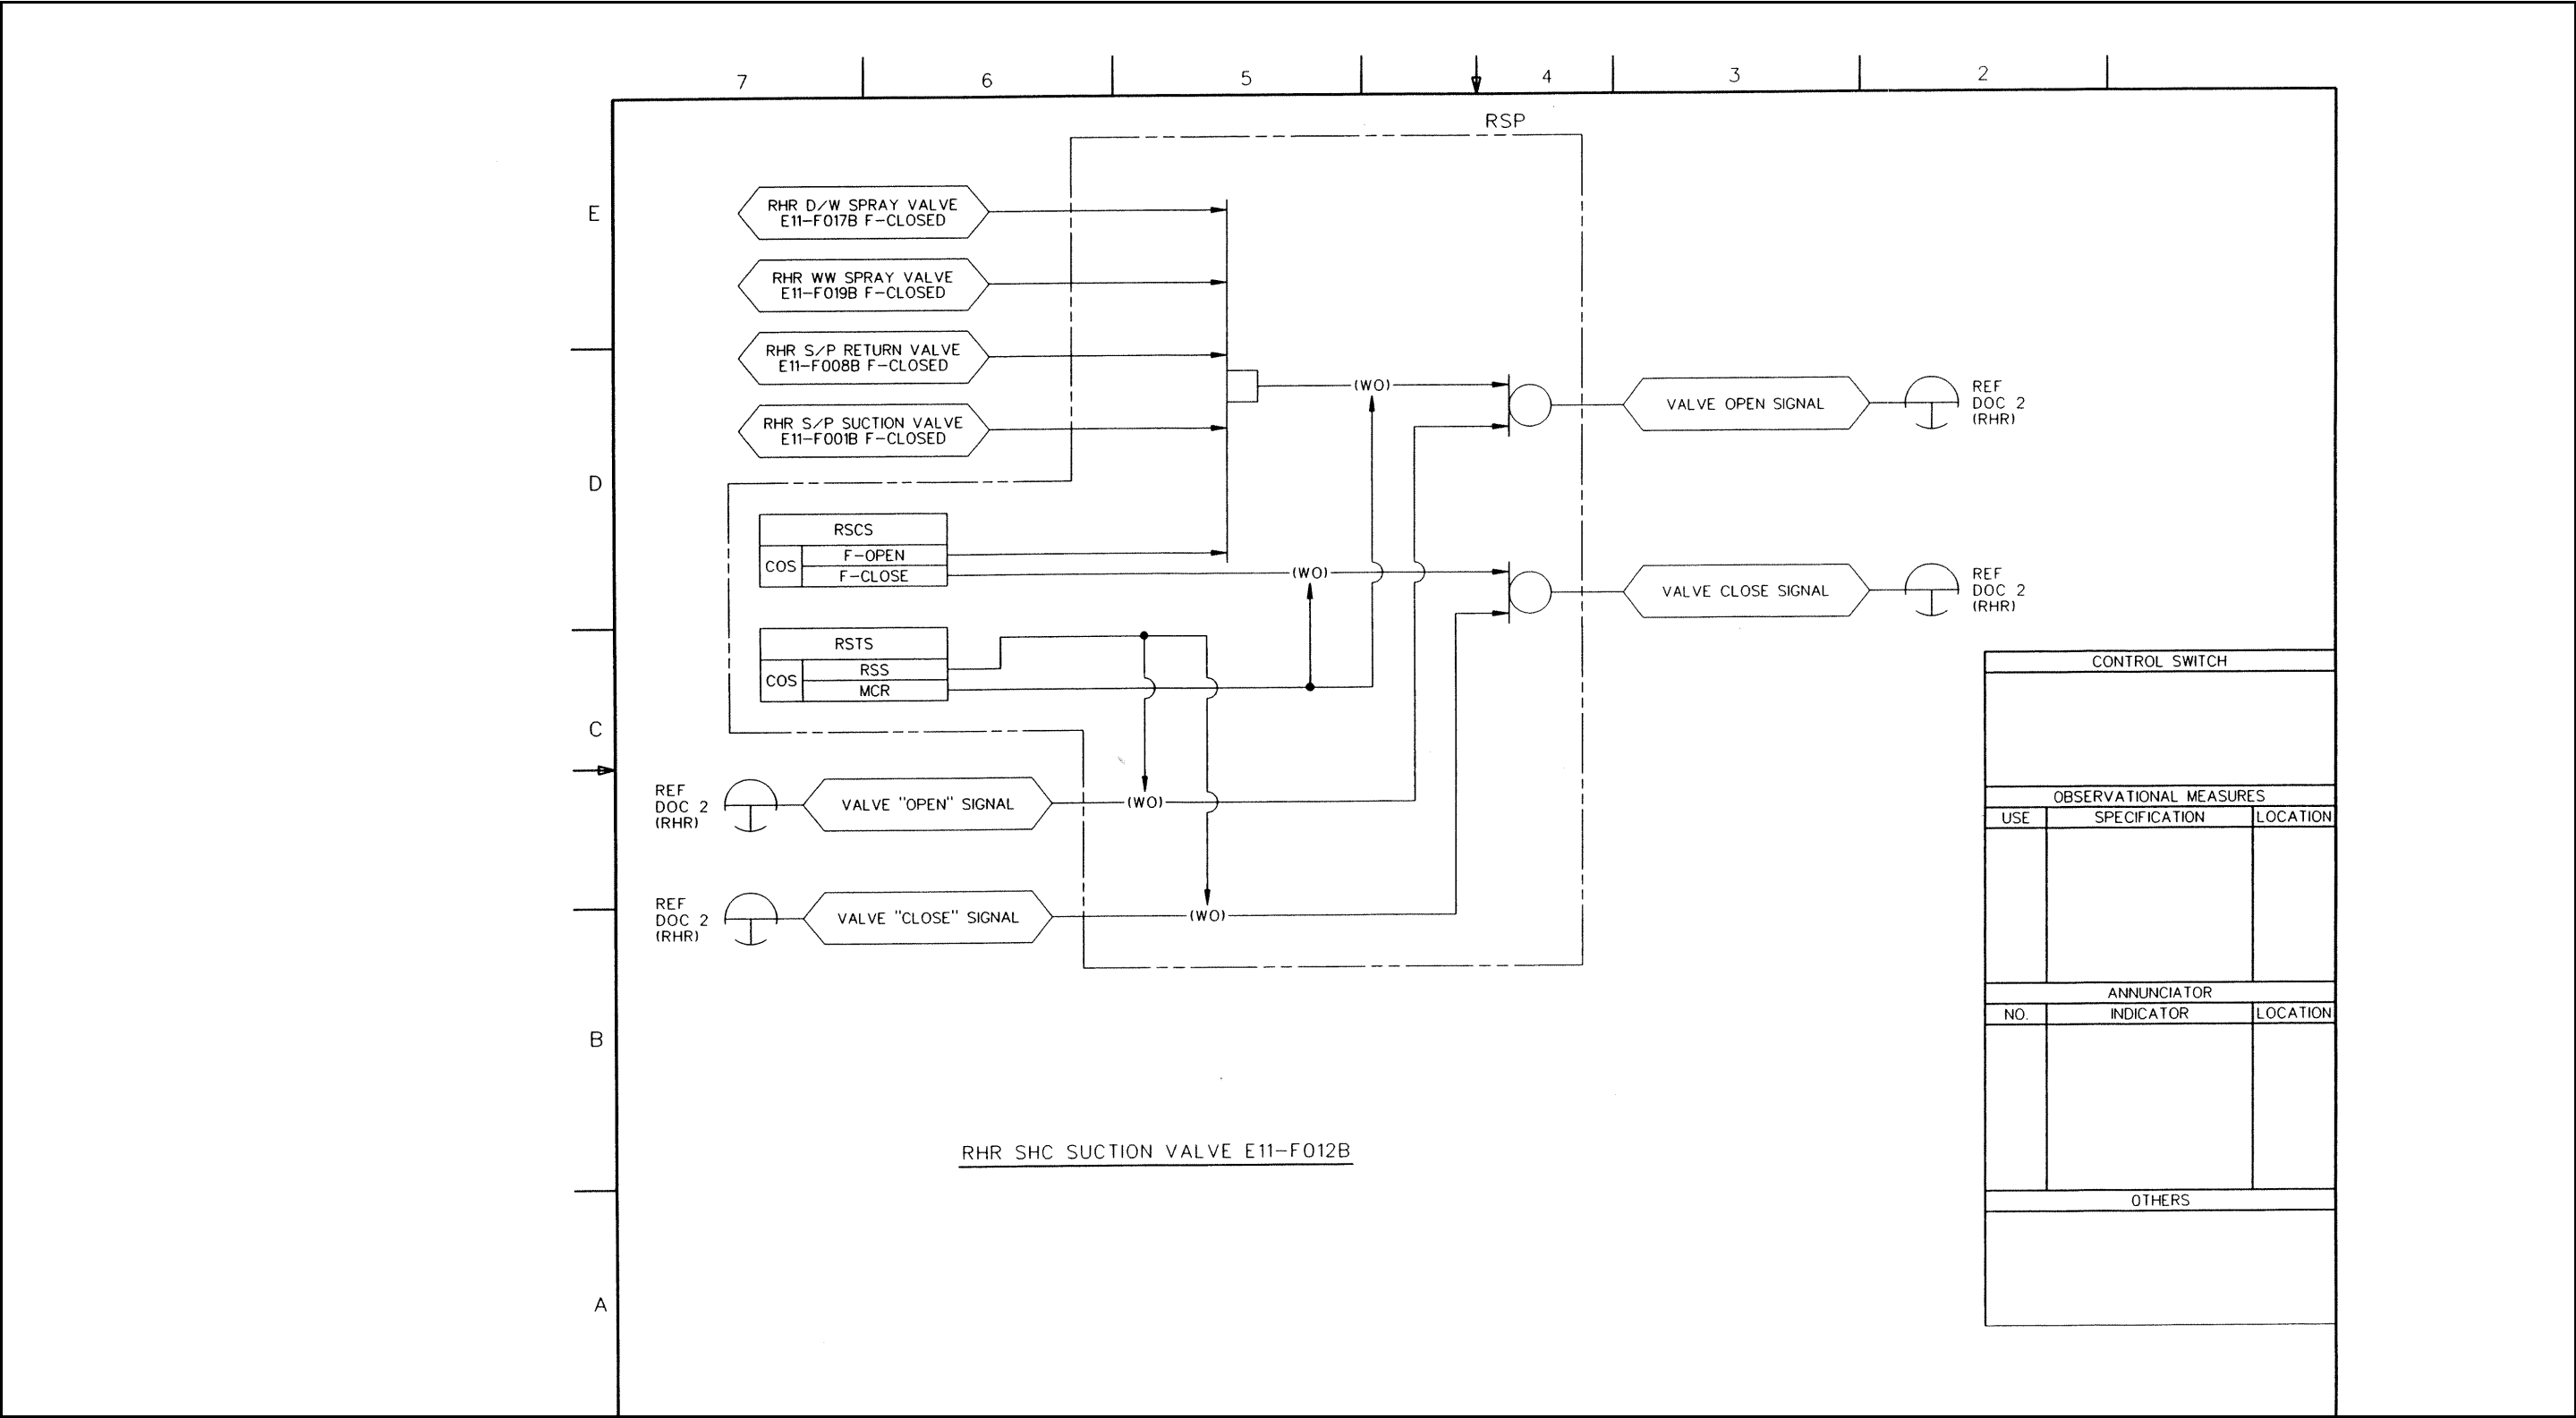 7 6 5 4 3 2
RSP
E
RHR D/W SPRAY VALVE
E11-F017B F-CLOSED
RHR WW SPRAY VALVE
E11-F019B F-CLOSED
RHR S/P RETURN VALVE
E11-F008B F-CLOSED
(WO)
VALVE OPEN SIGNAL
REF
DOC 2
(RHR)
RHR S/P SUCTION VALVE
E11-F001B F-CLOSED
D
RSCS
COS
F-OPEN
F-CLOSE
(WO)
VALVE CLOSE SIGNAL
REF
DOC 2
(RHR)
RSTS
COS
RSS
MCR
C
REF
DOC 2
(RHR)
VALVE "OPEN" SIGNAL
(WO)
REF
DOC 2
(RHR)
VALVE "CLOSE" SIGNAL
(WO)
CONTROL SWITCH
OBSERVATIONAL MEASURES
USE SPECIFICATION LOCATION
ANNUNCIATOR
NO. INDICATOR LOCATION
B
RHR SHC SUCTION VALVE E11-F012B
OTHERS
A